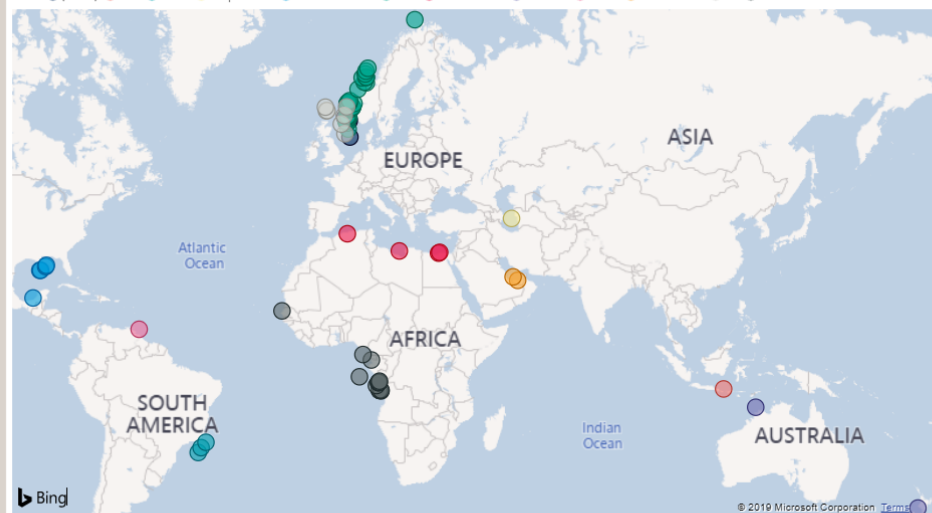 ASIA
EUROPE
Atlantic
Ocean
AFRICA
SOUTH
AMERICA
Indian
Ocean
AUSTRALIA
Bing
© 2019 Microsoft Corporation Terms